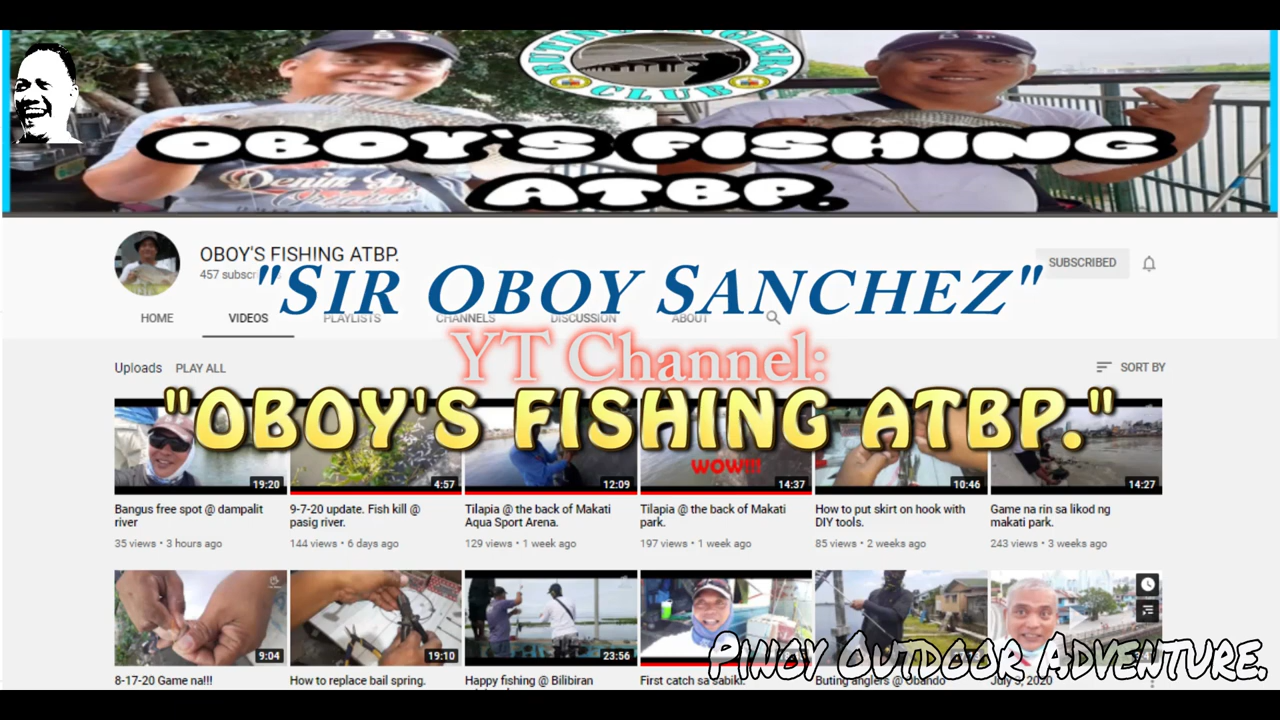 BUTING ANGLERS
CLUB
OBOY'S FISHING
ATBP.
OBOY'S FISHING ATBP.
457 subscr
SUBSCRIBED
"SIR OBOY SANCHEZ"
HOME VIDEOS PLAYLISTS CHANNELS DISCUSSION ABOUT
YT Channel:
Uploads PLAY ALL SORT BY
"OBOY'S FISHING ATBP."
WOW!!!
19:20 4:57 12:09 14:37 10:46 14:27
Bangus free spot @ dampalit
river
9-7-20 update. Fish kill @
pasig river.
Tilapia @ the back of Makati
Aqua Sport Arena.
Tilapia @ the back of Makati
park.
How to put skirt on hook with
DIY tools.
Game na rin sa likod ng
makati park.
35 views • 3 hours ago
144 views • 6 days ago
129 views • 1 week ago
197 views • 1 week ago
85 views • 2 weeks ago
243 views • 3 weeks ago
9:04 19:10 23:56
PINOY OUTDOOR ADVENTURE.
8-17-20 Game na!!!
How to replace bail spring.
Happy fishing @ Bilibiran
First catch sa sabiki.
Buting anglers @ Obando
July 5, 2020